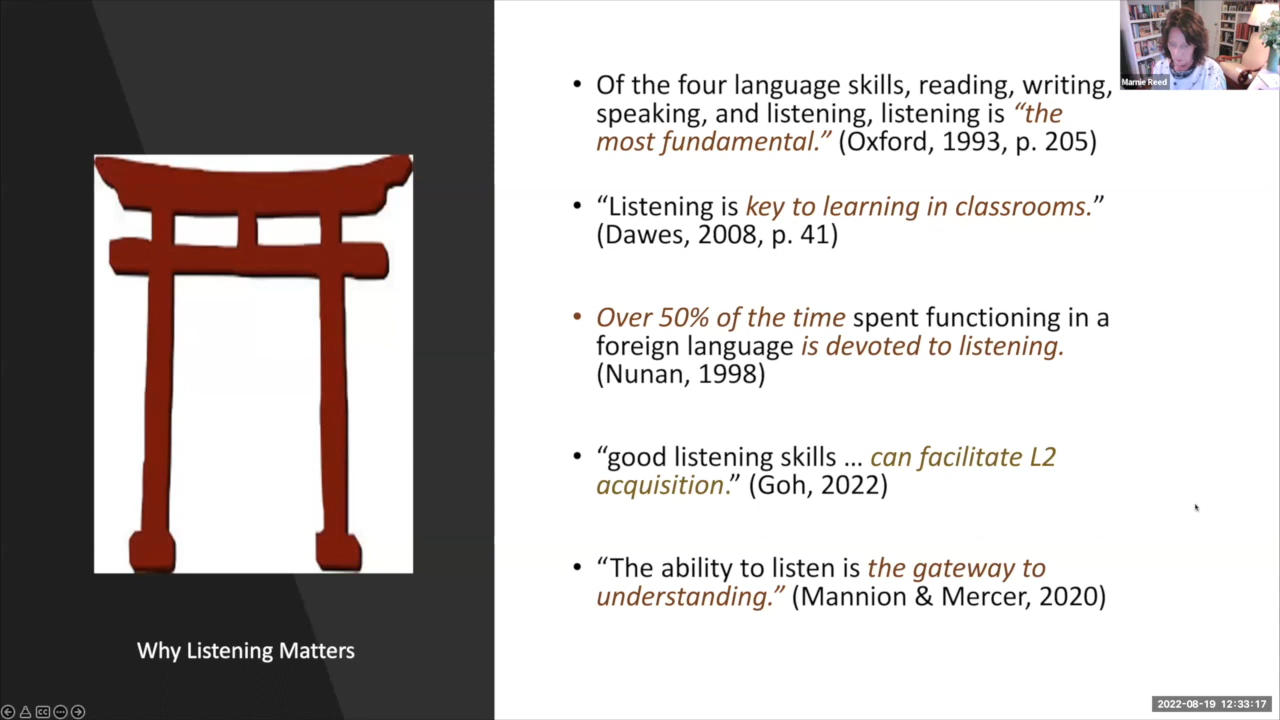 • Of the four language skills, reading, writing,
speaking, and listening, listening is “the
most fundamental.” (Oxford, 1993, p. 205)
• “Listening is key to learning in classrooms.”
(Dawes, 2008, p. 41)
• Over 50% of the time spent functioning in a
foreign language is devoted to listening.
(Nunan, 1998)
• “good listening skills … can facilitate L2
acquisition.” (Goh, 2022)
• “The ability to listen is the gateway to
understanding.” (Mannion & Mercer, 2020)
Why Listening Matters
Marnie Reed
2022-08-19 12:33:17